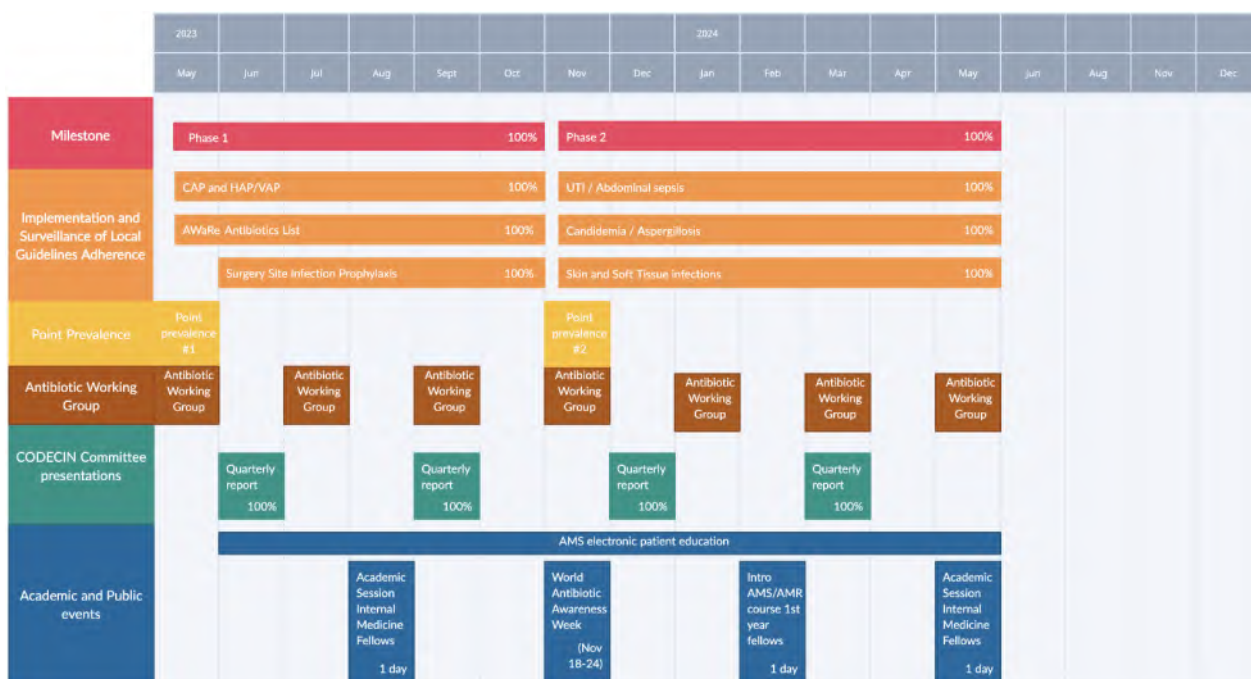 2023
2024
May
Jun
Jul
Aug
Sept
Oct
Nov
Dec
Jan
Feb
Mar
Apr
May
Jun
Aug
Nov
Dec
Milestone
Phase 1
100%
Phase 2
100%
Implementation and
Surveillance of Local
Guidelines Adherence
CAP and HAP/VAP
100%
UTI / Abdominal sepsis
100%
AWaRe Antibiotics List
100%
Candidemia / Aspergillosis
100%
Surgery Site Infection Prophylaxis
100%
Skin and Soft Tissue infections
100%
Point Prevalence
Point
prevalence
#1
Point
prevalence
#2
Antibiotic Working
Group
Antibiotic
Working
Group
Antibiotic
Working
Group
Antibiotic
Working
Group
Antibiotic
Working
Group
Antibiotic
Working
Group
Antibiotic
Working
Group
Antibiotic
Working
Group
CODECIN Committee
presentations
Quarterly
report
100%
Quarterly
report
100%
Quarterly
report
100%
Quarterly
report
100%
Academic and Public
events
AMS electronic patient education
Academic
Session
Internal
Medicine
Fellows
1 day
World
Antibiotic
Awareness
Week
(Nov
18-24)
Intro
AMS/AMR
course 1st
year
fellows
1 day
Academic
Session
Internal
Medicine
Fellows
1 day